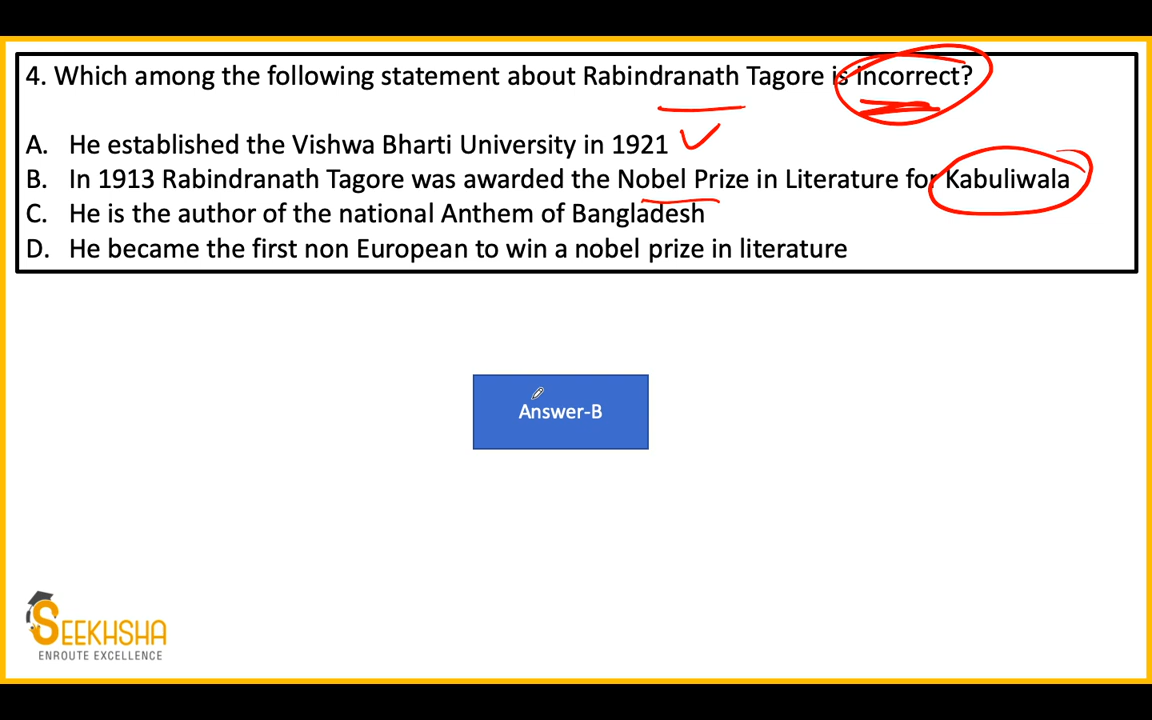 4. Which among the following statement about Rabindranath Tagore is incorrect?
A. He established the Vishwa Bharti University in 1921
B. In 1913 Rabindranath Tagore was awarded the Nobel Prize in Literature for Kabuliwala
C. He is the author of the national Anthem of Bangladesh
D. He became the first non European to win a nobel prize in literature
Answer-B
SEEKHSHA
ENROUTE EXCELLENCE